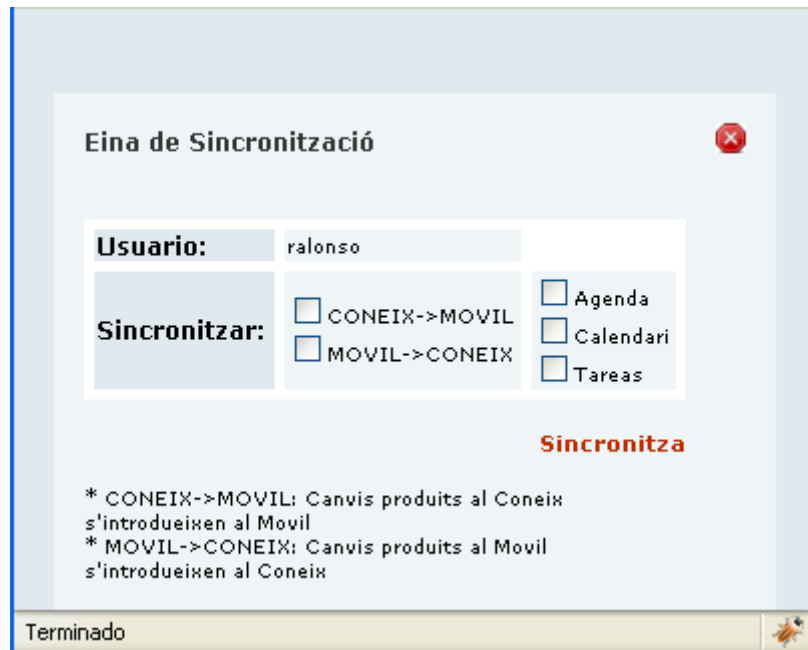 Eina de Sincronització
Usuario: ralonso
Sincronitzar:
CONEIX->MOVIL
MOVIL->CONEIX
Agenda
Calendari
Tareas
Sincronitza
* CONEIX->MOVIL: Canvis produits al Coneix
s'introdueixen al Movil
* MOVIL->CONEIX: Canvis produits al Movil
s'introdueixen al Coneix
Terminado